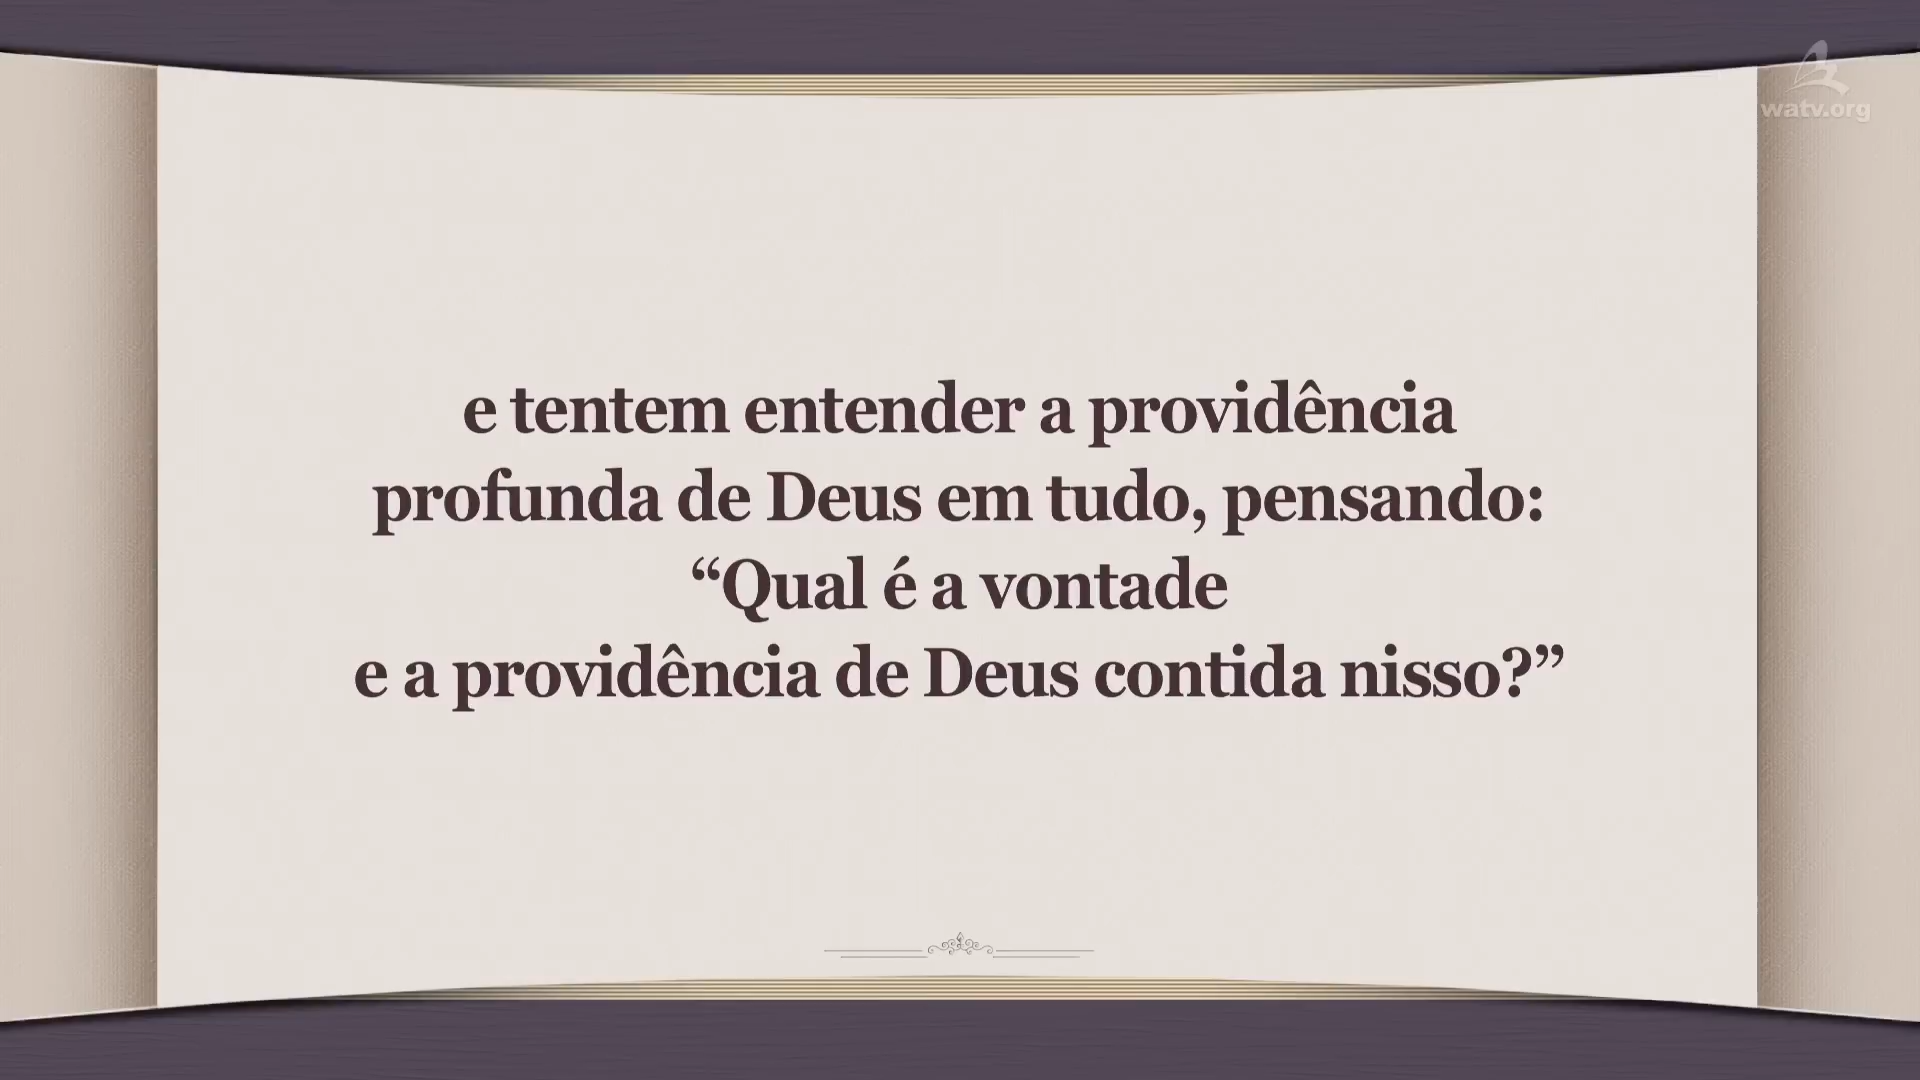 watv.org
e tentem entender a providência
profunda de Deus em tudo, pensando:
“Qual é a vontade
e a providência de Deus contida nisso?”